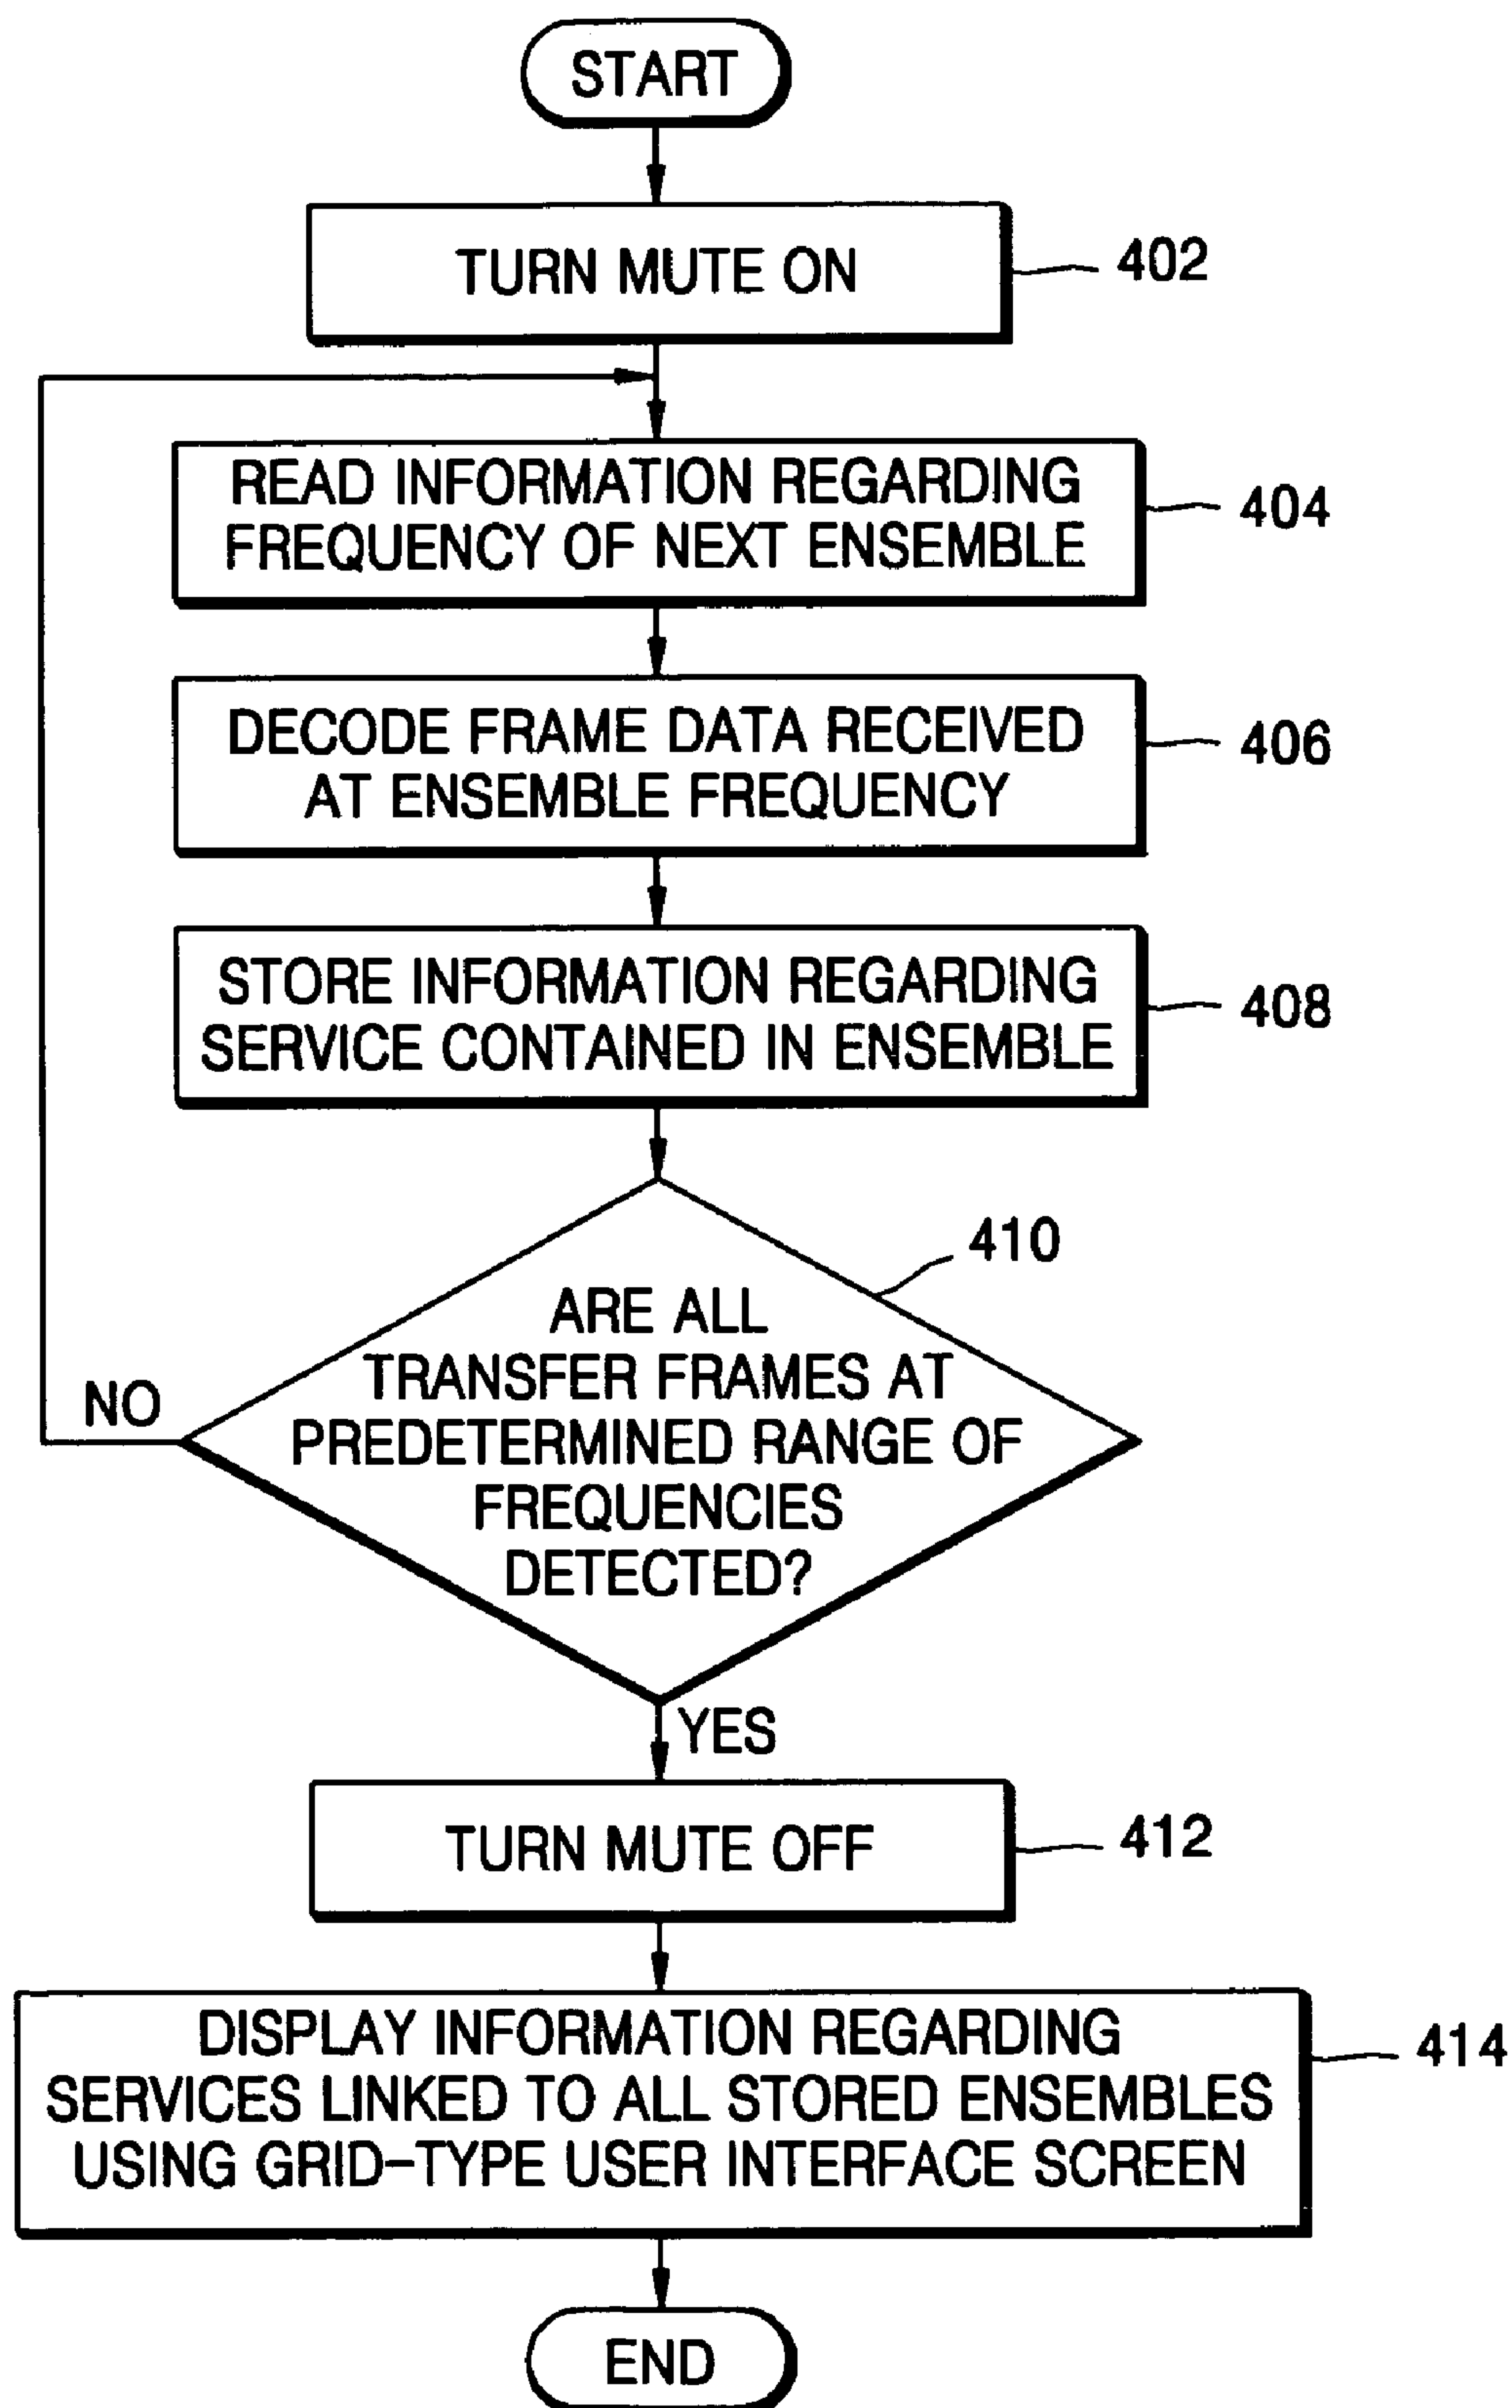 START
TURN MUTE ON
402
READ INFORMATION REGARDING
FREQUENCY OF NEXT ENSEMBLE
404
DECODE FRAME DATA RECEIVED
AT ENSEMBLE FREQUENCY
406
STORE INFORMATION REGARDING
SERVICE CONTAINED IN ENSEMBLE
408
410
ARE ALL
TRANSFER FRAMES AT
PREDETERMINED RANGE OF
FREQUENCIES
DETECTED?
NO
YES
TURN MUTE OFF
412
DISPLAY INFORMATION REGARDING
SERVICES LINKED TO ALL STORED ENSEMBLES
USING GRID-TYPE USER INTERFACE SCREEN
414
END